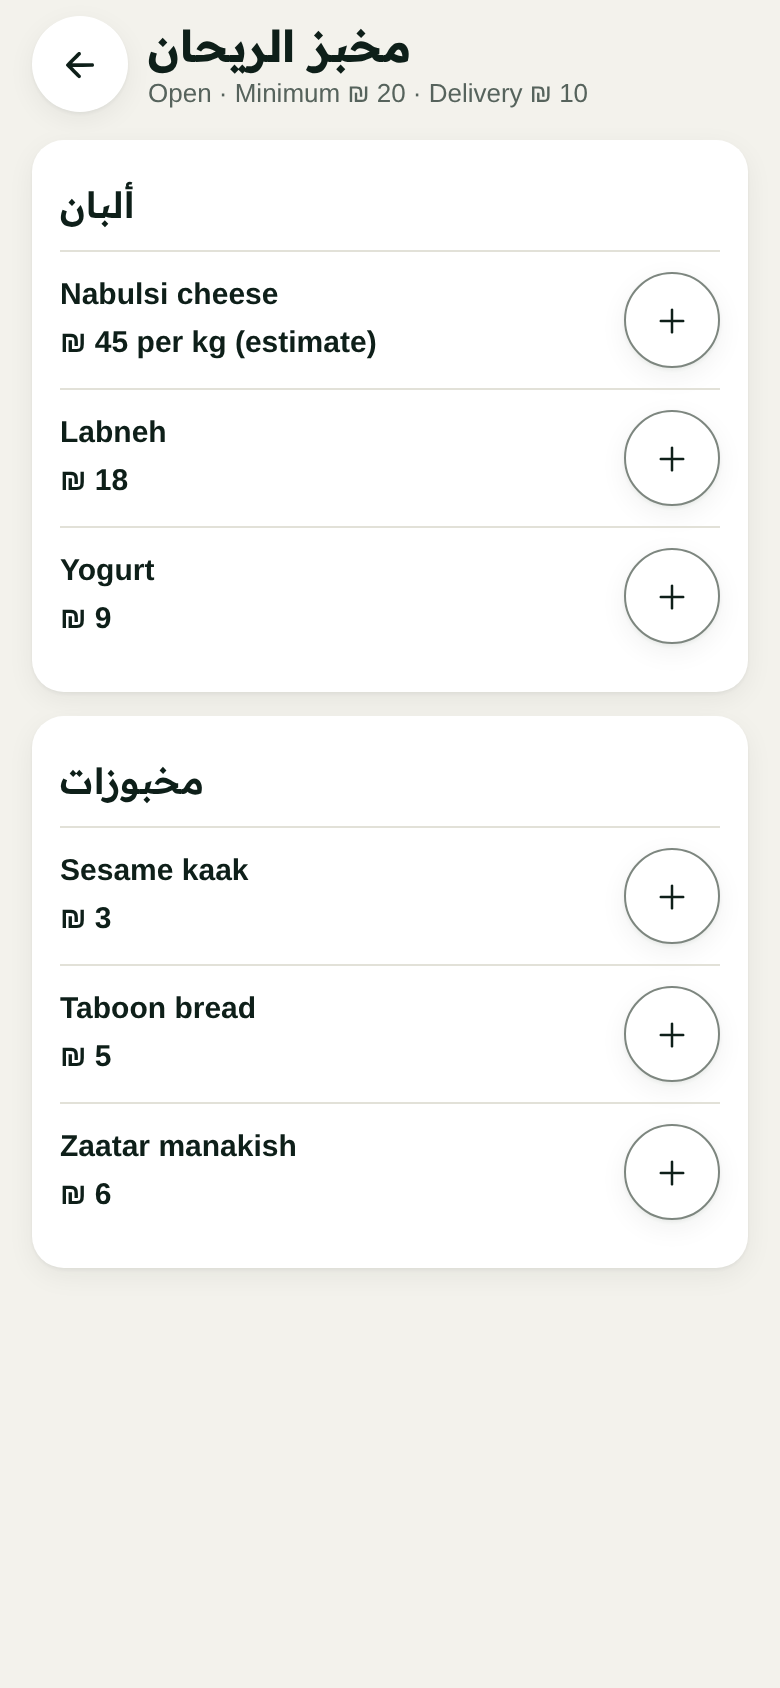 مخبز الريحان
Open · Minimum ₪ 20 · Delivery ₪ 10
ألبان
Nabulsi cheese
₪ 45 per kg (estimate)
Labneh
₪ 18
Yogurt
₪ 9
مخبوزات
Sesame kaak
₪ 3
Taboon bread
₪ 5
Zaatar manakish
₪ 6